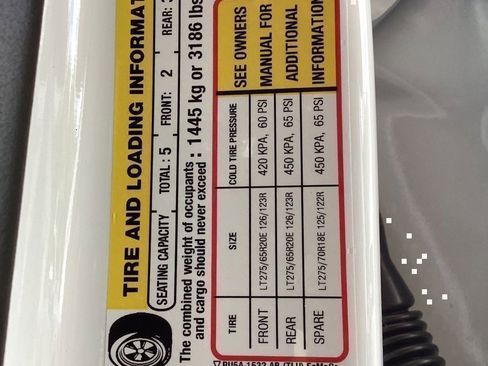 TIRE AND LOADING INFORMAT
SEATING CAPACITY TOTAL : 5 FRONT: 2 REAR:
The combined weight of occupants
and cargo should never exceed : 1445 kg or 3186 lbs
TIRE SIZE COLD TIRE PRESSURE
FRONT LT275/65R20E 126/123R 420 KPA, 60 PSI
REAR LT275/65R20E 126/123R 450 KPA, 65 PSI
SPARE LT275/70R18E 125/122R 450 KPA, 65 PSI
SEE OWNERS
MANUAL FOR
ADDITIONAL
INFORMATION